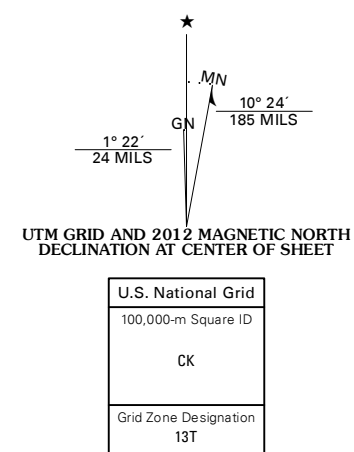 MN
GN
1° 22´
24 MILS
10° 24´
185 MILS
UTM GRID AND 2012 MAGNETIC NORTH
DECLINATION AT CENTER OF SHEET
U.S. National Grid
100,000-m Square ID
CK
Grid Zone Designation
13T